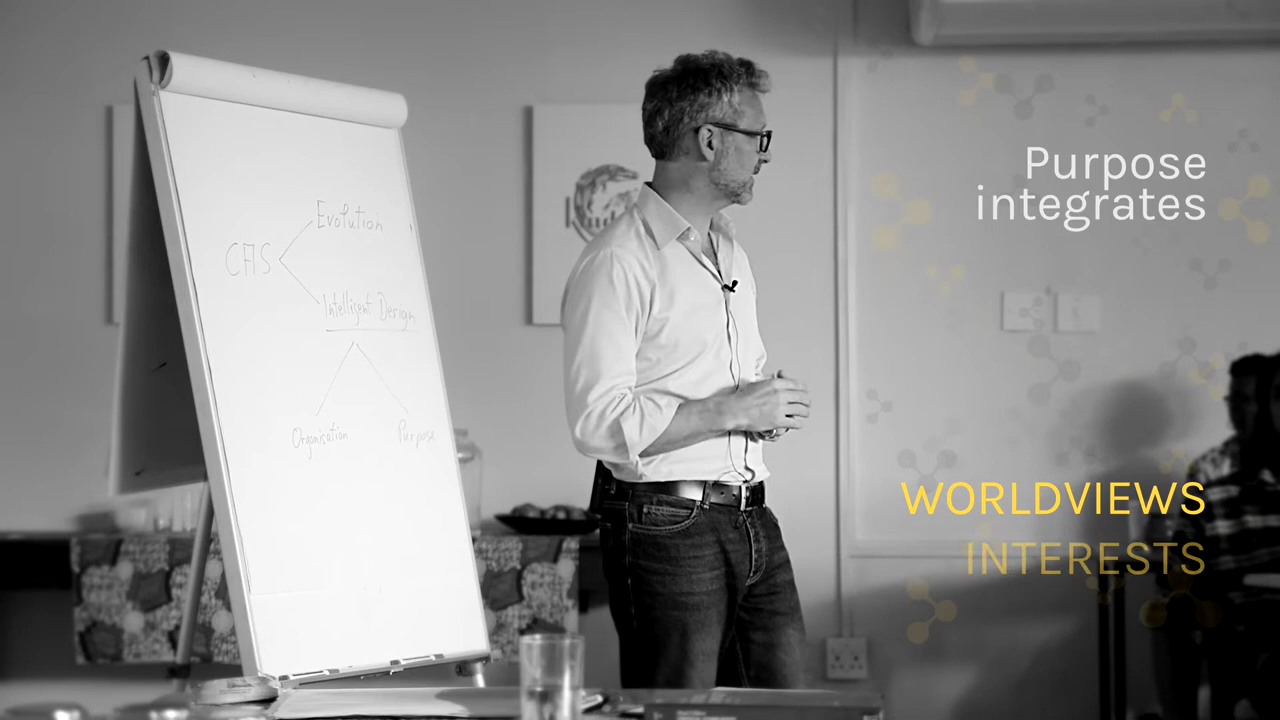 CAS
Evolution
Intelligent Design
Organisation
Purpose
Purpose
integrates
WORLDVIEWS
INTERESTS